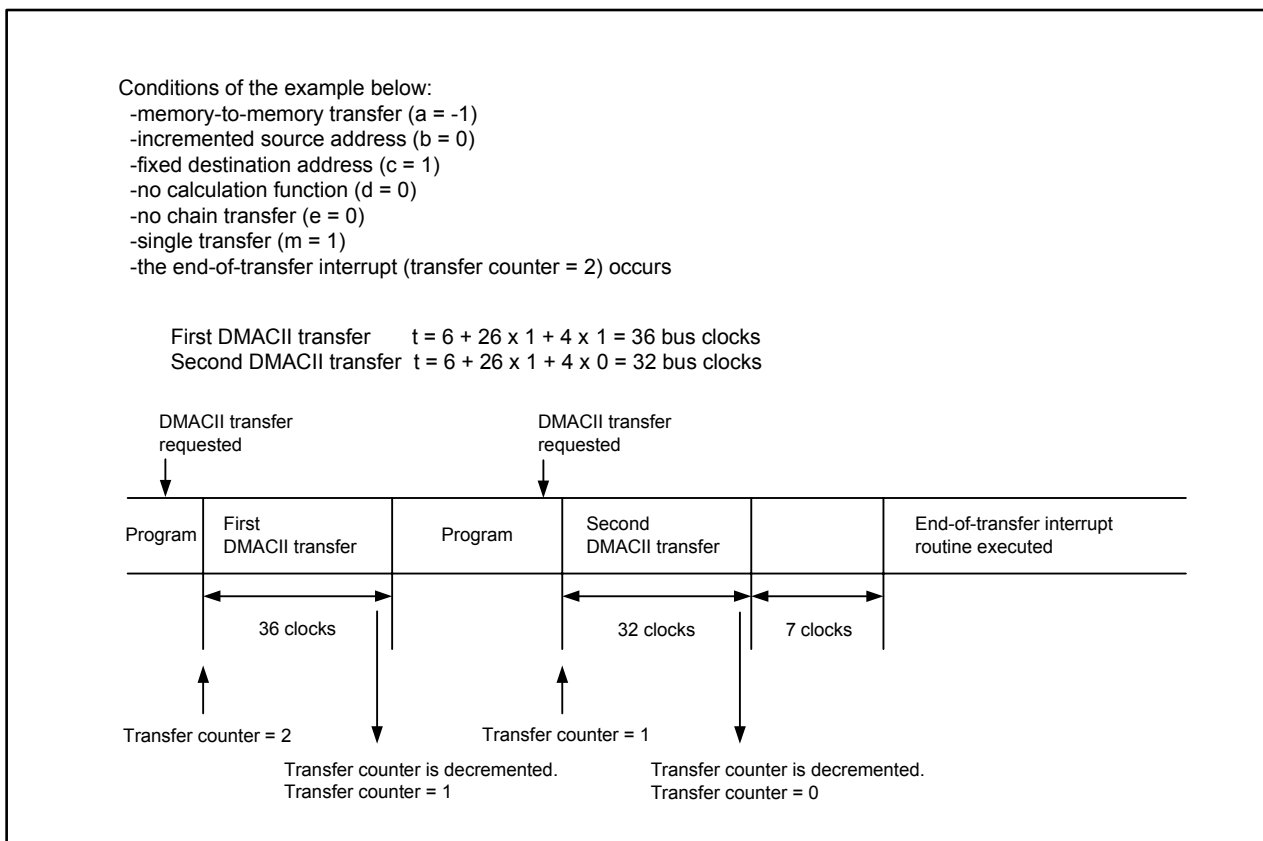 Conditions of the example below:
-memory-to-memory transfer (a = -1)
-incremented source address (b = 0)
-fixed destination address (c = 1)
-no calculation function (d = 0)
-no chain transfer (e = 0)
-single transfer (m = 1)
-the end-of-transfer interrupt (transfer counter = 2) occurs
First DMACII transfer t = 6 + 26 x 1 + 4 x 1 = 36 bus clocks
Second DMACII transfer t = 6 + 26 x 1 + 4 x 0 = 32 bus clocks
DMACII transfer
requested
DMACII transfer
requested
Program
First
DMACII transfer
Program
Second
DMACII transfer
End-of-transfer interrupt
routine executed
36 clocks
32 clocks
7 clocks
Transfer counter = 2
Transfer counter is decremented.
Transfer counter = 1
Transfer counter = 1
Transfer counter is decremented.
Transfer counter = 0